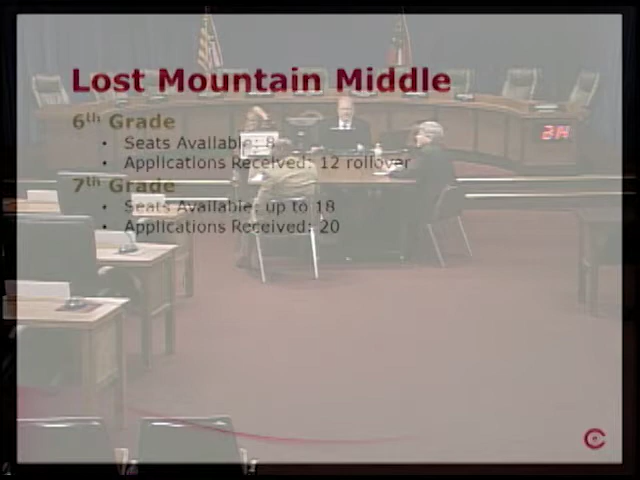 Lost Mountain Middle
6th Grade
• Seats Available: 8
• Applications Received: 12 rollover
7th Grade
• Seats Available: up to 18
• Applications Received: 20